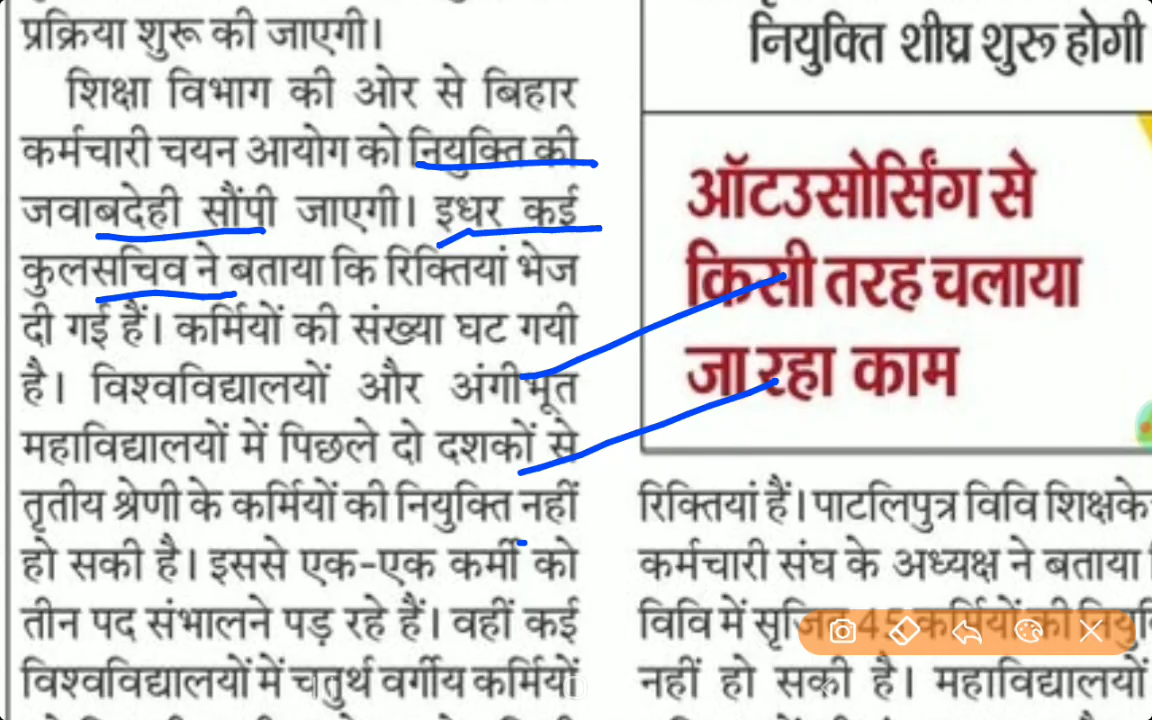 प्रक्रिया शुरू की जाएगी।
शिक्षा विभाग की ओर से बिहार
कर्मचारी चयन आयोग को नियुक्ति की
जवाबदेही सौंपी जाएगी। इधर कई
कुलसचिव ने बताया कि रिक्तियां भेज
दी गई हैं। कर्मियों की संख्या घट गयी
है। विश्वविद्यालयों और अंगीभूत
महाविद्यालयों में पिछले दो दशकों से
तृतीय श्रेणी के कर्मियों की नियुक्ति नहीं
हो सकी है। इससे एक-एक कर्मी को
तीन पद संभालने पड़ रहे हैं। वहीं कई
विश्वविद्यालयों में चतुर्थ वर्गीय कर्मियों
नियुक्ति शीघ्र शुरू होगी
ऑटउसोर्सिंग से
किसी तरह चलाया
जा रहा काम
रिक्तियां हैं। पाटलिपुत्र विवि शिक्षके
कर्मचारी संघ के अध्यक्ष ने बताया
विवि में सृजित 45 कर्मियों की नियु
नहीं हो सकी है। महाविद्यालयों